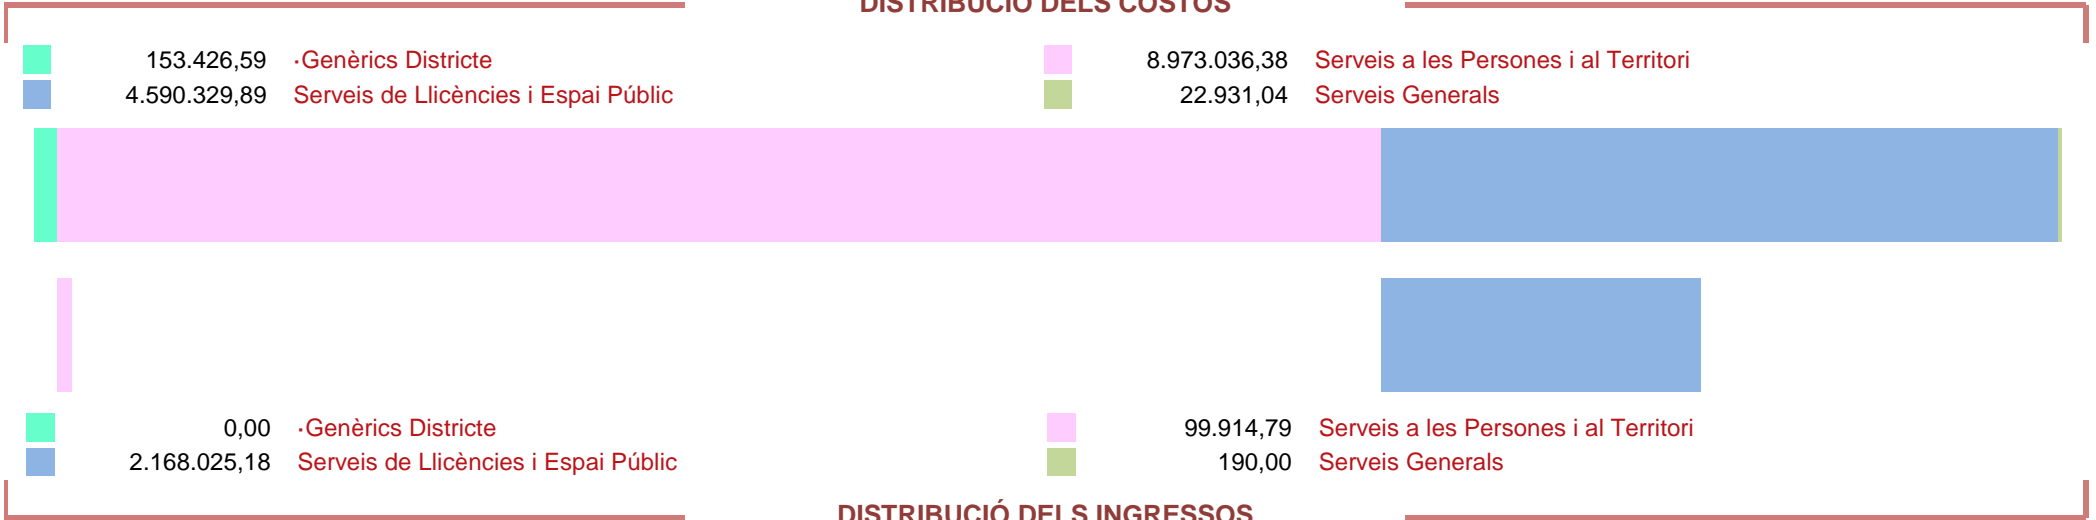 DISTRIBUCIÓ DELS COSTOS
153.426,59 ·Genèrics Districte 8.973.036,38 Serveis a les Persones i al Territori
4.590.329,89 Serveis de Llicències i Espai Públic 22.931,04 Serveis Generals
0,00 ·Genèrics Districte 99.914,79 Serveis a les Persones i al Territori
2.168.025,18 Serveis de Llicències i Espai Públic 190,00 Serveis Generals
DISTRIBUCIÓ DELS INGRESSOS